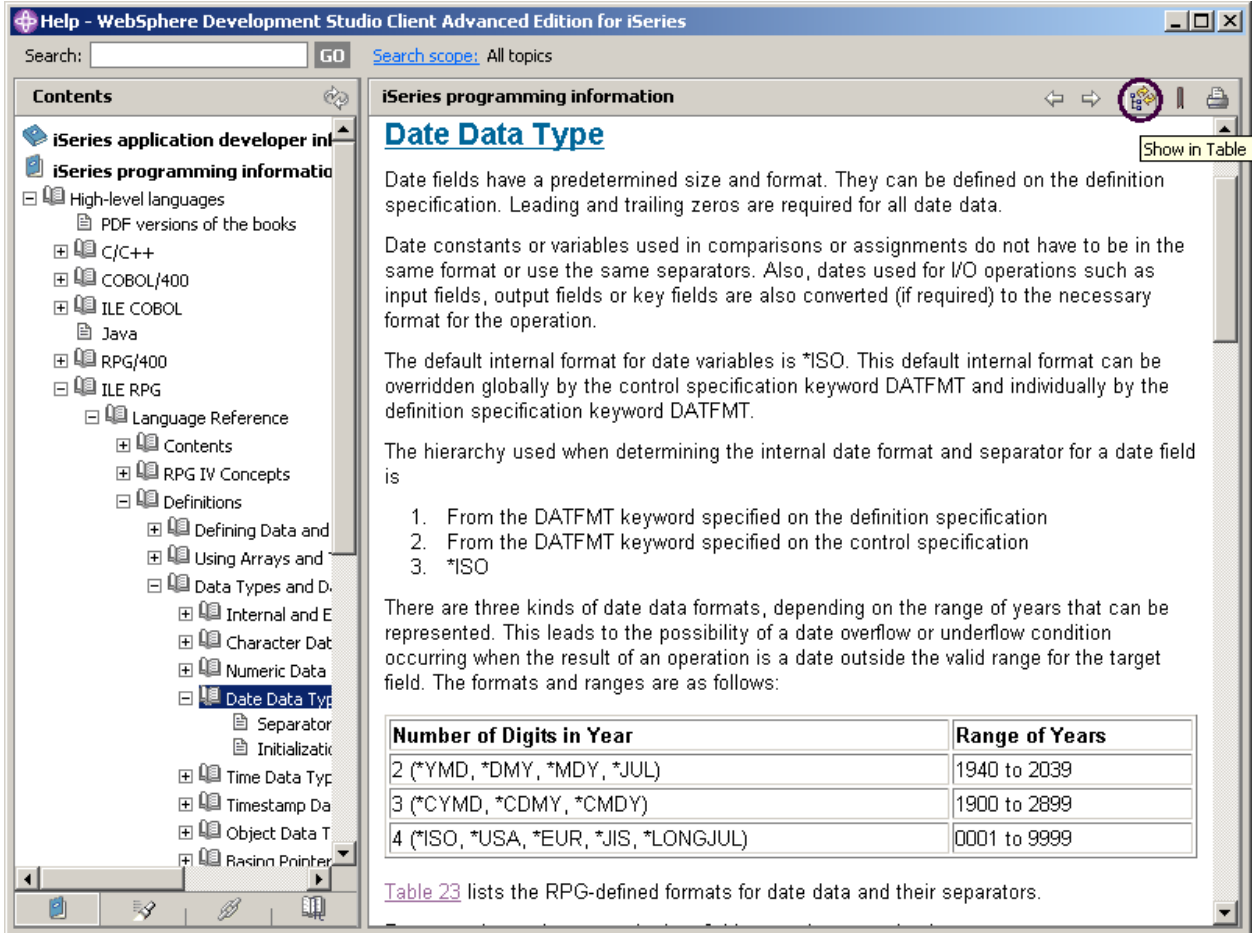 Help - WebSphere Development Studio Client Advanced Edition for iSeries
Search: GO Search scope: All topics
Contents
iSeries application developer inf
iSeries programming informatio
High-level languages
PDF versions of the books
C/C++
COBOL/400
ILE COBOL
Java
RPG/400
ILE RPG
Language Reference
Contents
RPG IV Concepts
Definitions
Defining Data and
Using Arrays and
Data Types and Da
Internal and E
Character Dat
Numeric Data
Date Data Typ
Separator
Initializatio
Time Data Typ
Timestamp Da
Object Data T
Basing Pointer
iSeries programming information
Show in Table
Date Data Type
Date fields have a predetermined size and format. They can be defined on the definition
specification. Leading and trailing zeros are required for all date data.
Date constants or variables used in comparisons or assignments do not have to be in the
same format or use the same separators. Also, dates used for I/O operations such as
input fields, output fields or key fields are also converted (if required) to the necessary
format for the operation.
The default internal format for date variables is *ISO. This default internal format can be
overridden globally by the control specification keyword DATFMT and individually by the
definition specification keyword DATFMT.
The hierarchy used when determining the internal date format and separator for a date field
is
1. From the DATFMT keyword specified on the definition specification
2. From the DATFMT keyword specified on the control specification
3. *ISO
There are three kinds of date data formats, depending on the range of years that can be
represented. This leads to the possibility of a date overflow or underflow condition
occurring when the result of an operation is a date outside the valid range for the target
field. The formats and ranges are as follows:
Number of Digits in Year Range of Years
2 (*YMD, *DMY, *MDY, *JUL) 1940 to 2039
3 (*CYMD, *CDMY, *CMDY) 1900 to 2899
4 (*ISO, *USA, *EUR, *JIS, *LONGJUL) 0001 to 9999
Table 23 lists the RPG-defined formats for date data and their separators.